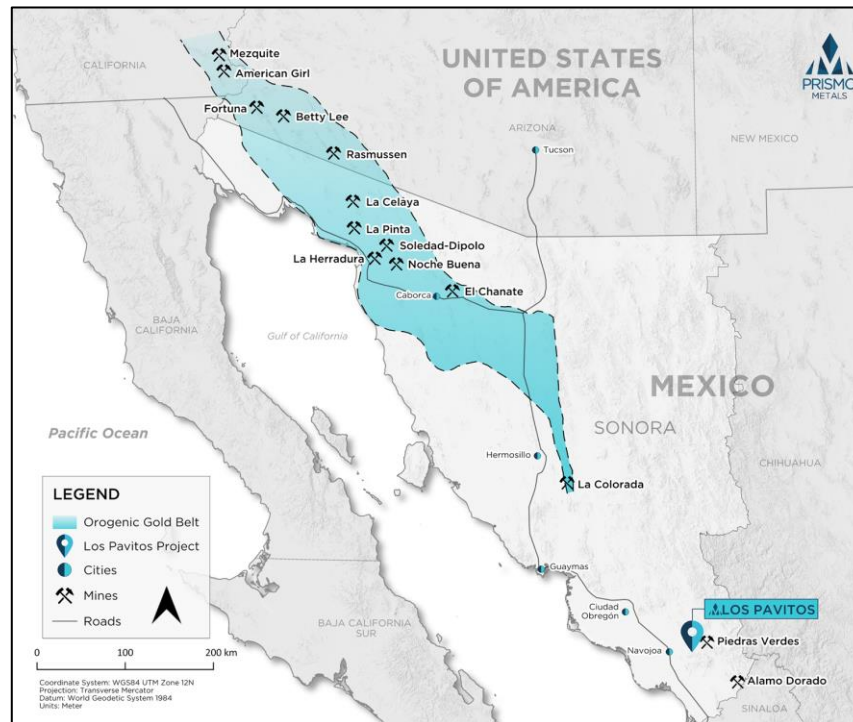 CALIFORNIA
Mezquite
American Girl
UNITED STATES
OF AMERICA
PRISMO
METALS
Fortuna
Betty Lee
ARIZONA
NEW MEXICO
Rasmussen
Tucson
La Celaya
La Pinta
Soledad-Dipolo
La Herradura
Noche Buena
El Chanate
Caborca
BAJA
CALIFORNIA
Gulf of California
MEXICO
Pacific Ocean
SONORA
Hermosillo
CHIHUAHUA
La Colorada
LEGEND
Orogenic Gold Belt
Los Pavitos Project
Cities
Mines
Roads
Guaymas
LOS PAVITOS
Ciudad
Obregón
BAJA CALIFORNIA
SUR
Navojoa
Piedras Verdes
0 100 200 km
Alamo Dorado
SINALOA
Coordinate System: WGS84 UTM Zone 12N
Projection: Transverse Mercator
Datum: World Geodetic System 1984
Units: Meter